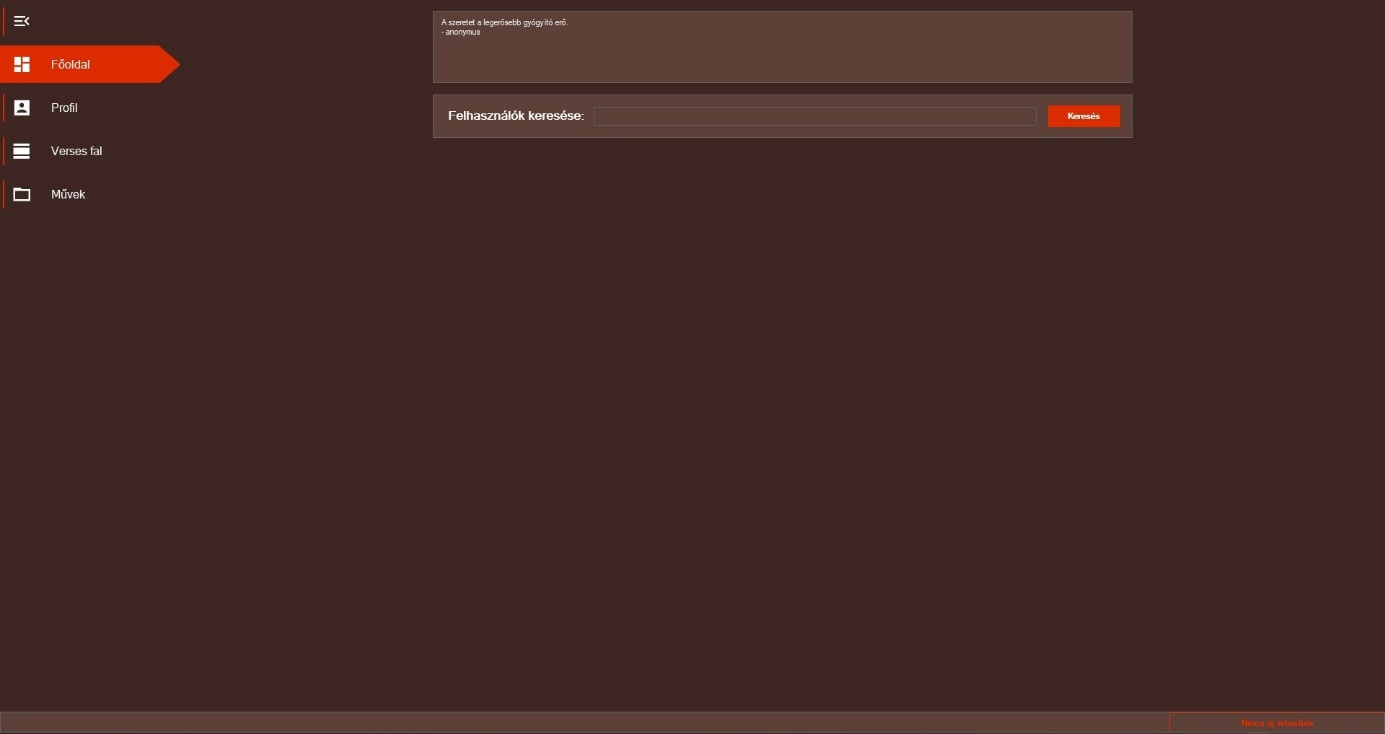 Főoldal
Profil
Verses fal
Művek
A szeretet a legerősebb gyógyító erő.
- anonymus
Felhasználók keresése:
Keresés
Nincs új értesítés